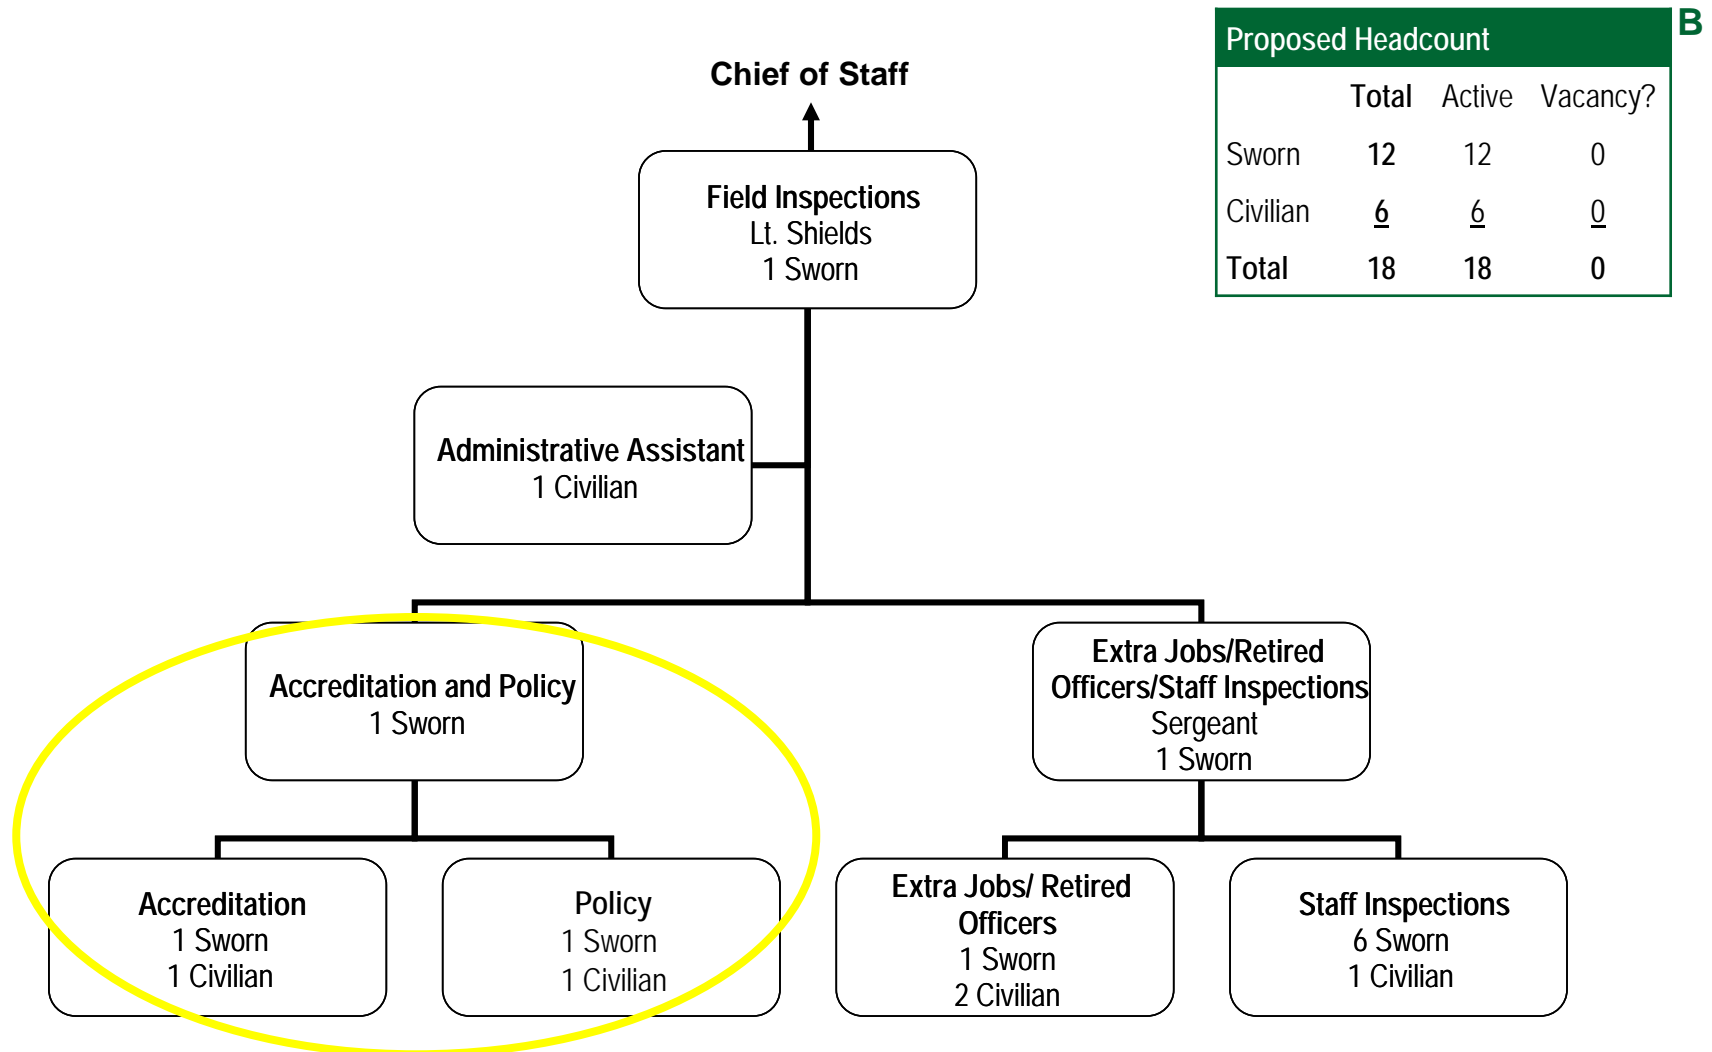 B
Proposed Headcount
Total Active Vacancy?
Sworn 12 12 0
Civilian 6 6 0
Total 18 18 0
Chief of Staff
Field Inspections
Lt. Shields
1 Sworn
Administrative Assistant
1 Civilian
Accreditation and Policy
1 Sworn
Extra Jobs/Retired
Officers/Staff Inspections
Sergeant
1 Sworn
Accreditation
1 Sworn
1 Civilian
Policy
1 Sworn
1 Civilian
Extra Jobs/ Retired
Officers
1 Sworn
2 Civilian
Staff Inspections
6 Sworn
1 Civilian